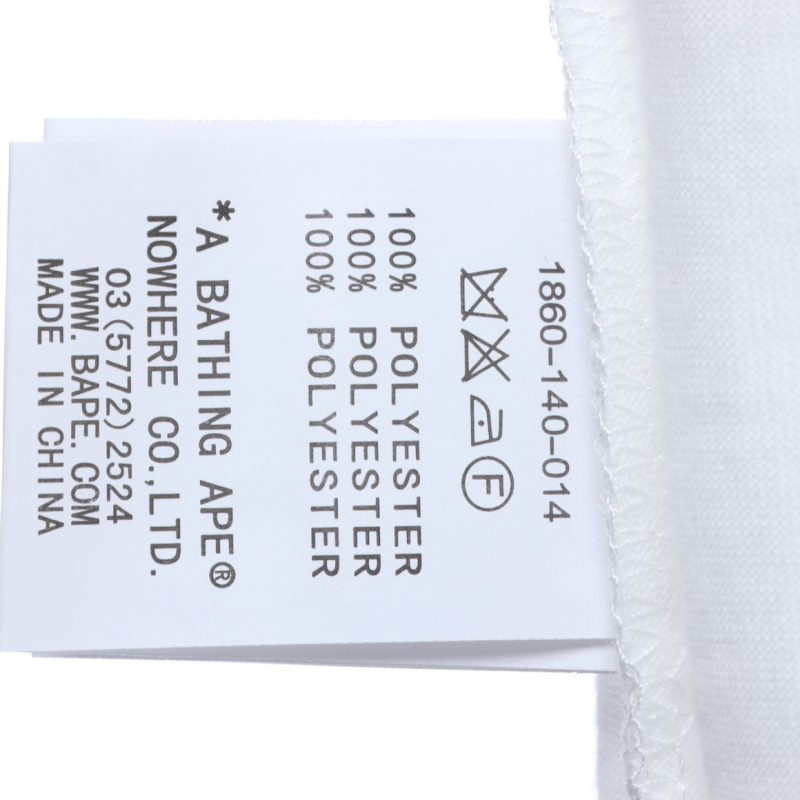 1860-140-014
F
100% POLYESTER
100% POLYESTER
100% POLYESTER
*A BATHING APE®
NOWHERE CO.,LTD.
03(5772)2524
WWW.BAPE.COM
MADE IN CHINA